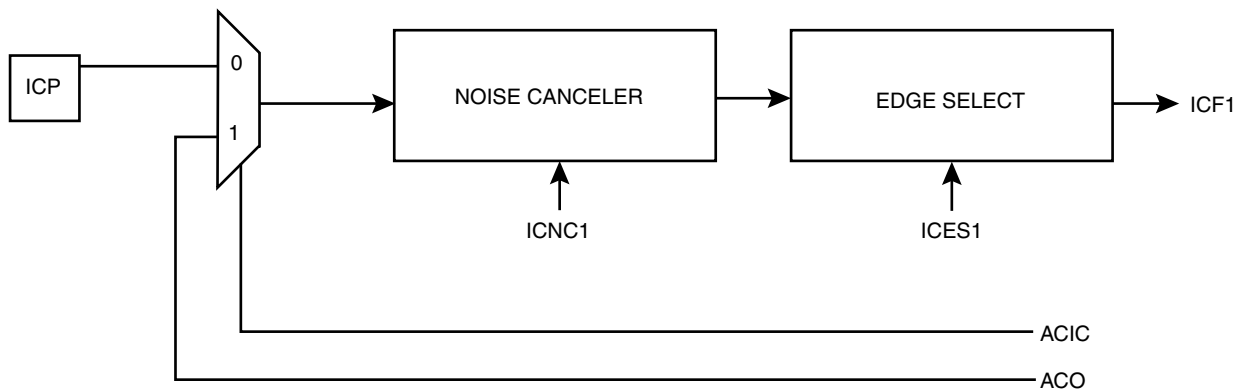 ICP
0
1
NOISE CANCELER
EDGE SELECT
ICF1
ICNC1
ICES1
ACIC
ACO